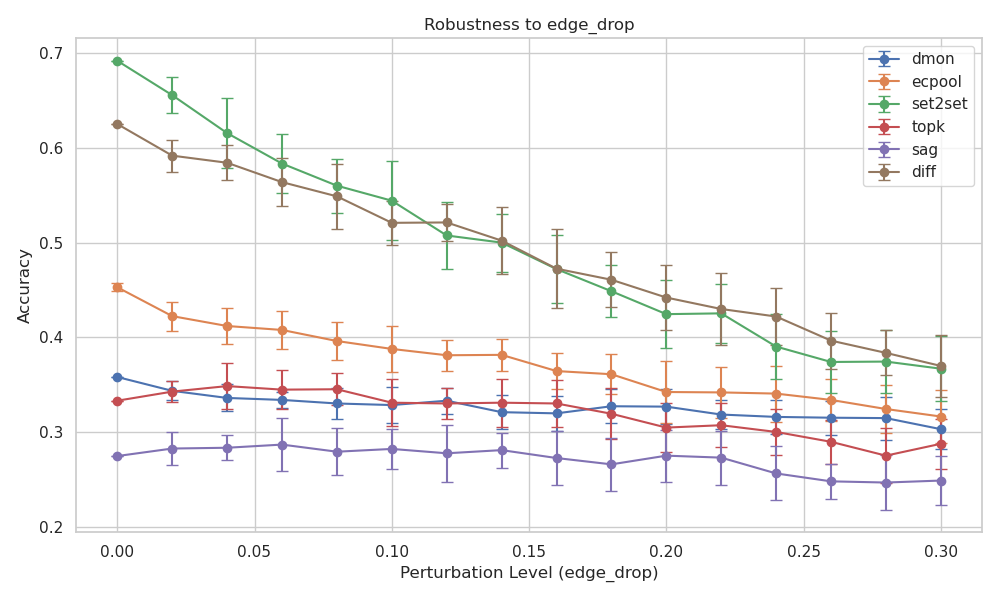 Robustness to edge_drop
0.7
0.6
0.5
0.4
0.3
0.2
Accuracy
dmon
ecpool
set2set
topk
sag
diff
0.00 0.05 0.10 0.15 0.20 0.25 0.30
Perturbation Level (edge_drop)